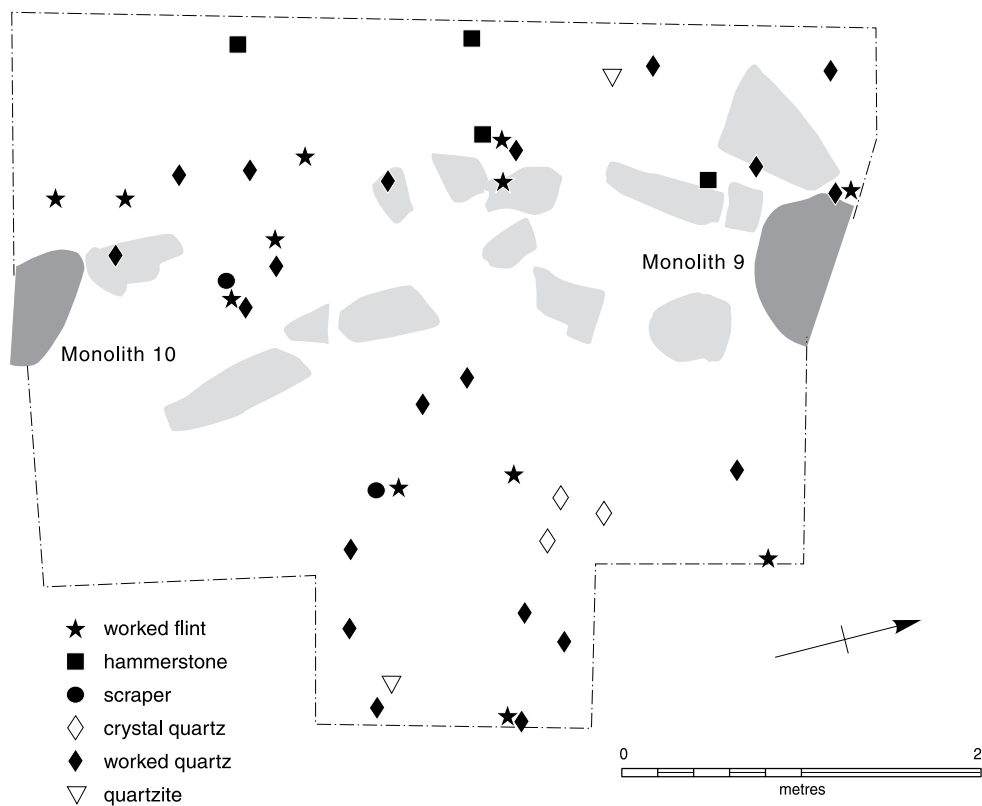 Monolith 9
Monolith 10
worked flint
hammerstone
scraper
crystal quartz
worked quartz
quartzite
0 2
metres